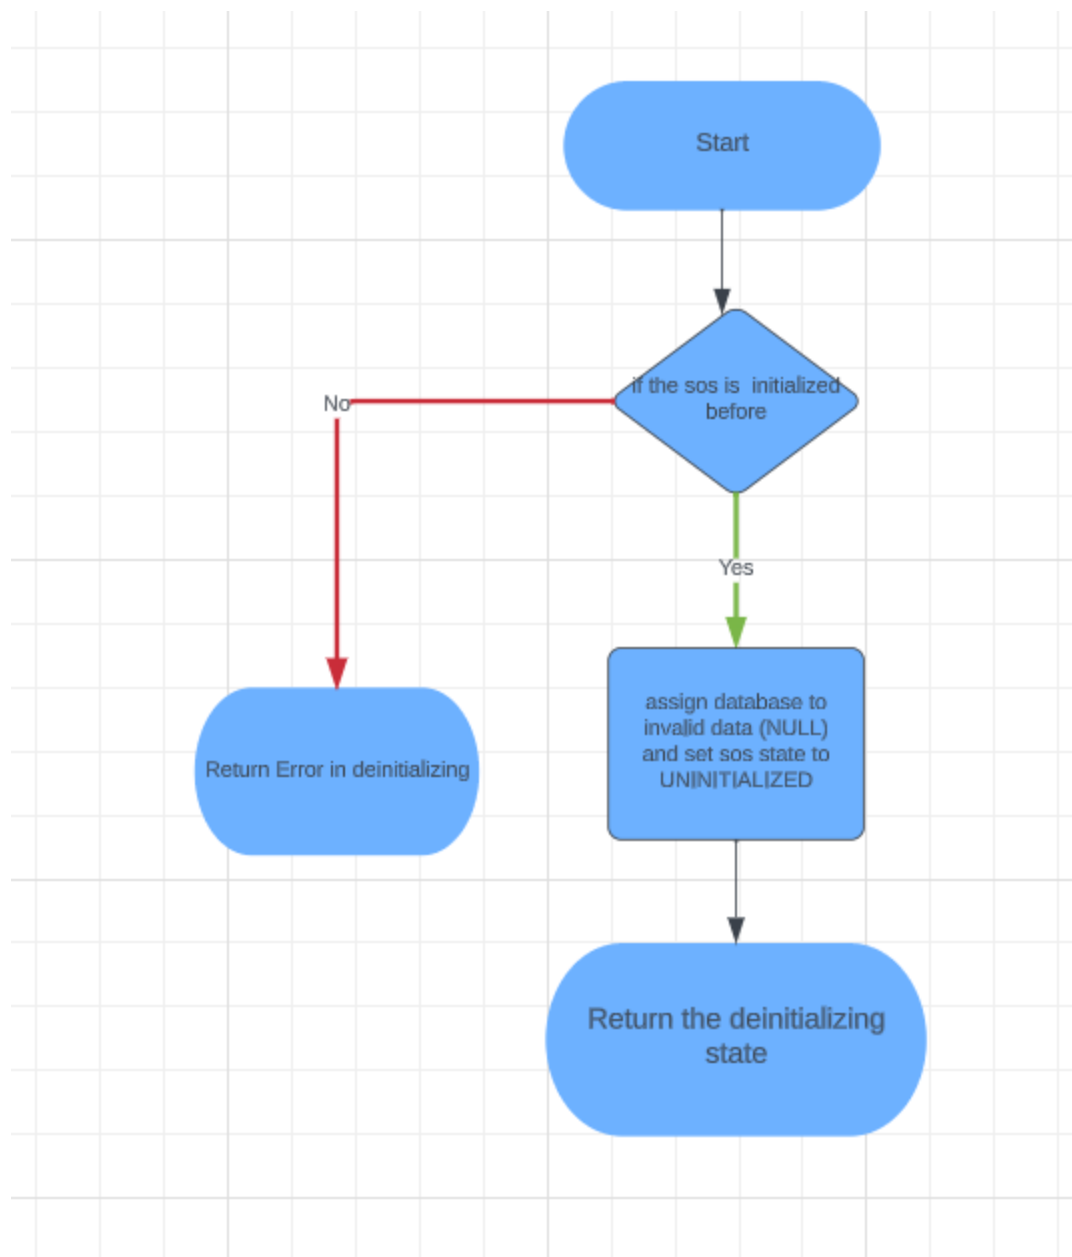 Start
if the sos is  initialized
before
No
Yes
assign database to
invalid data (NULL)
and set sos state to
UNINITIALIZED
Return Error in deinitializing
Return the deinitializing
state